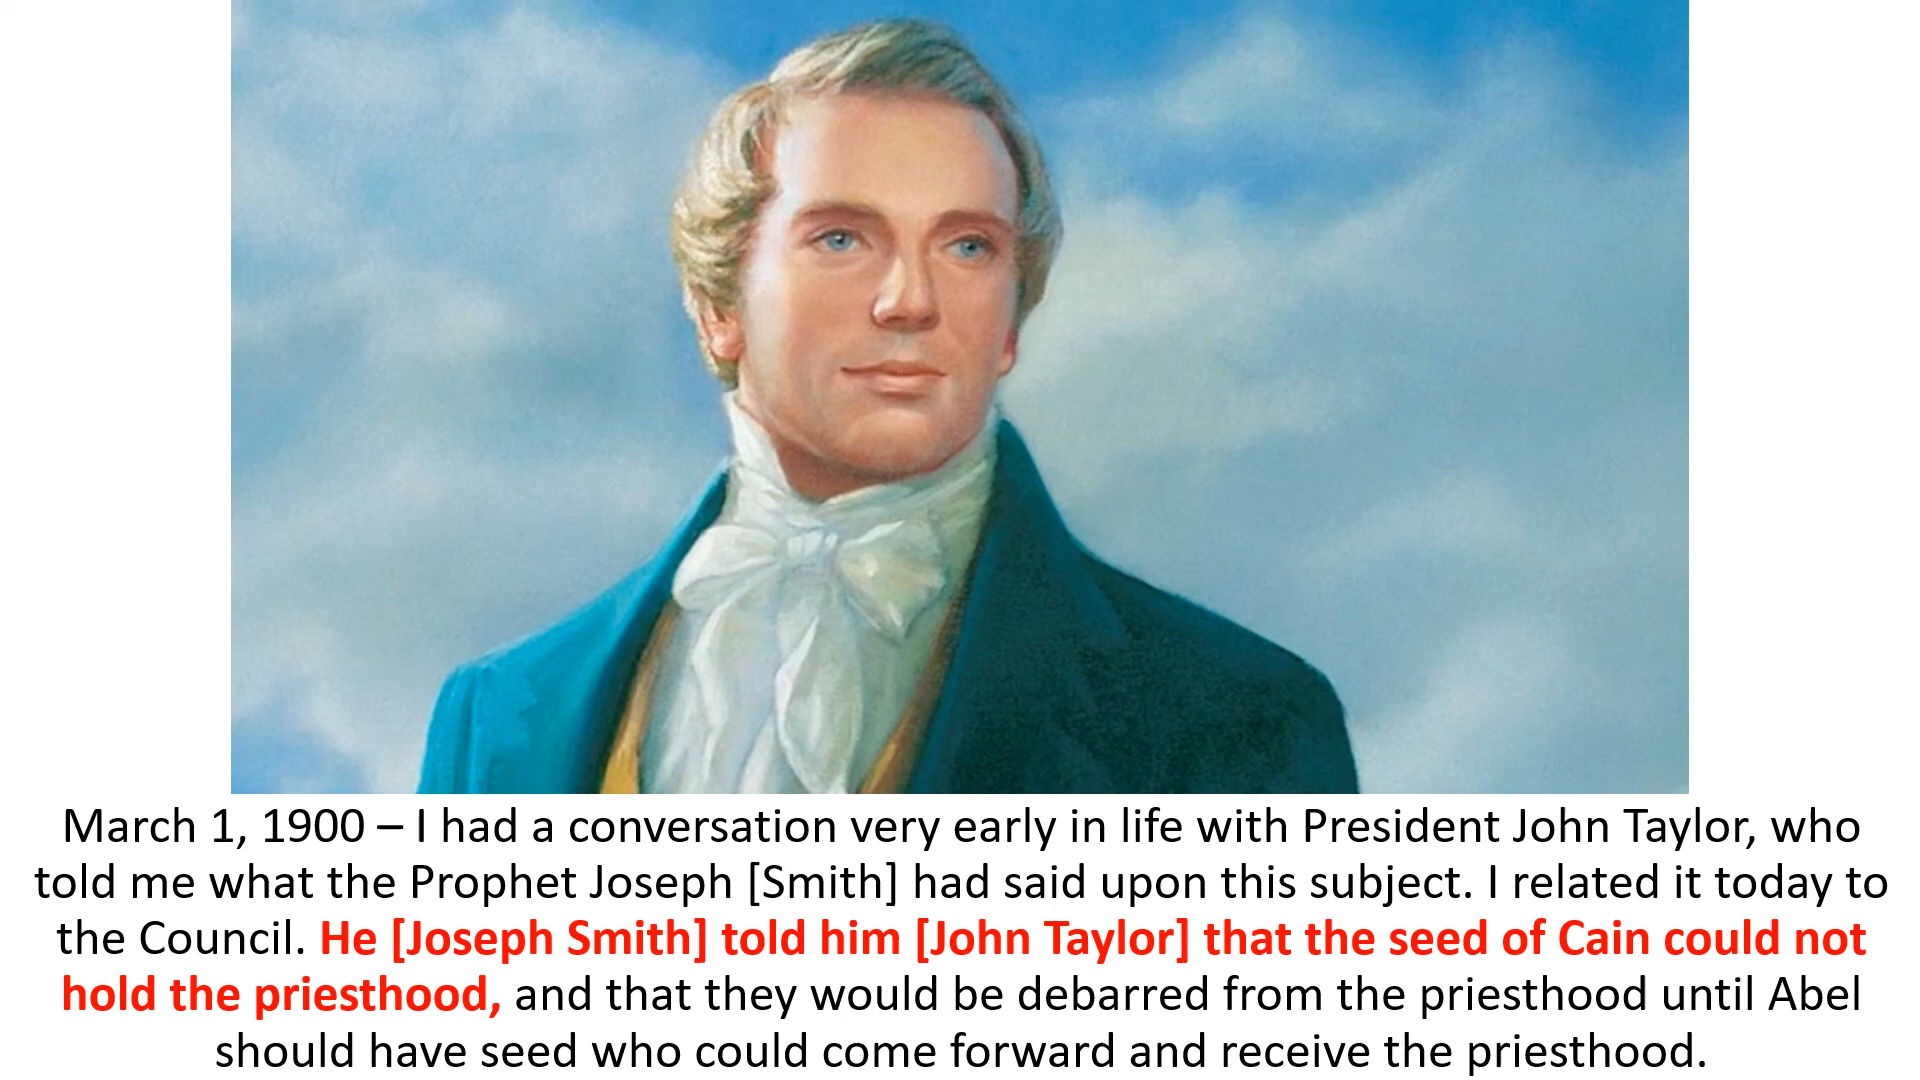 March 1, 1900 – I had a conversation very early in life with President John Taylor, who
told me what the Prophet Joseph [Smith] had said upon this subject. I related it today to
the Council. He [Joseph Smith] told him [John Taylor] that the seed of Cain could not
hold the priesthood, and that they would be debarred from the priesthood until Abel
should have seed who could come forward and receive the priesthood.